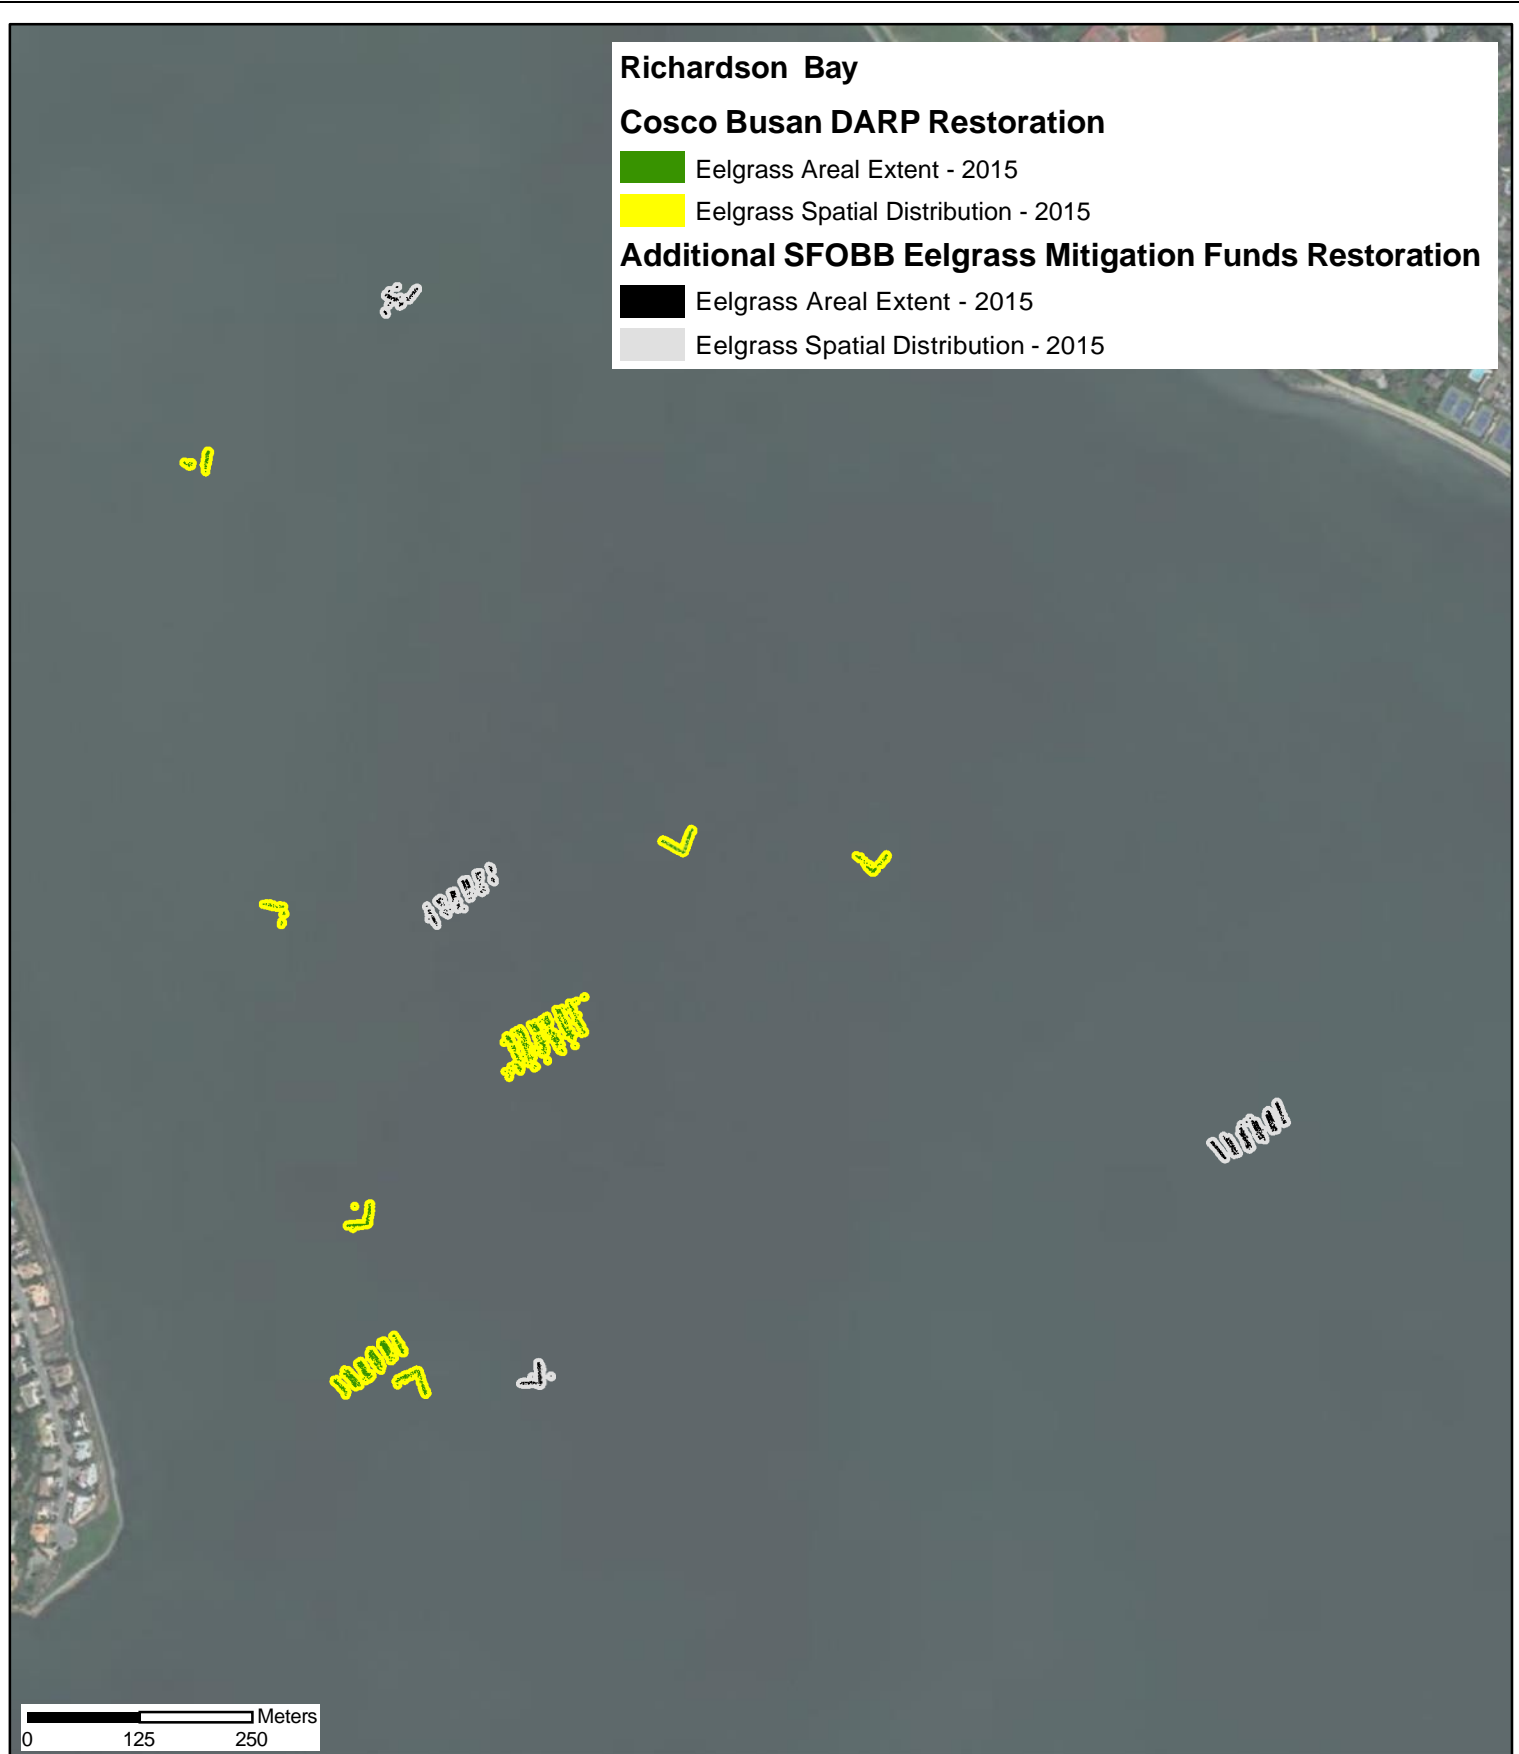 Richardson Bay
Cosco Busan DARP Restoration
Eelgrass Areal Extent - 2015
Eelgrass Spatial Distribution - 2015
Additional SFOBB Eelgrass Mitigation Funds Restoration
Eelgrass Areal Extent - 2015
Eelgrass Spatial Distribution - 2015
Meters
0 125 250